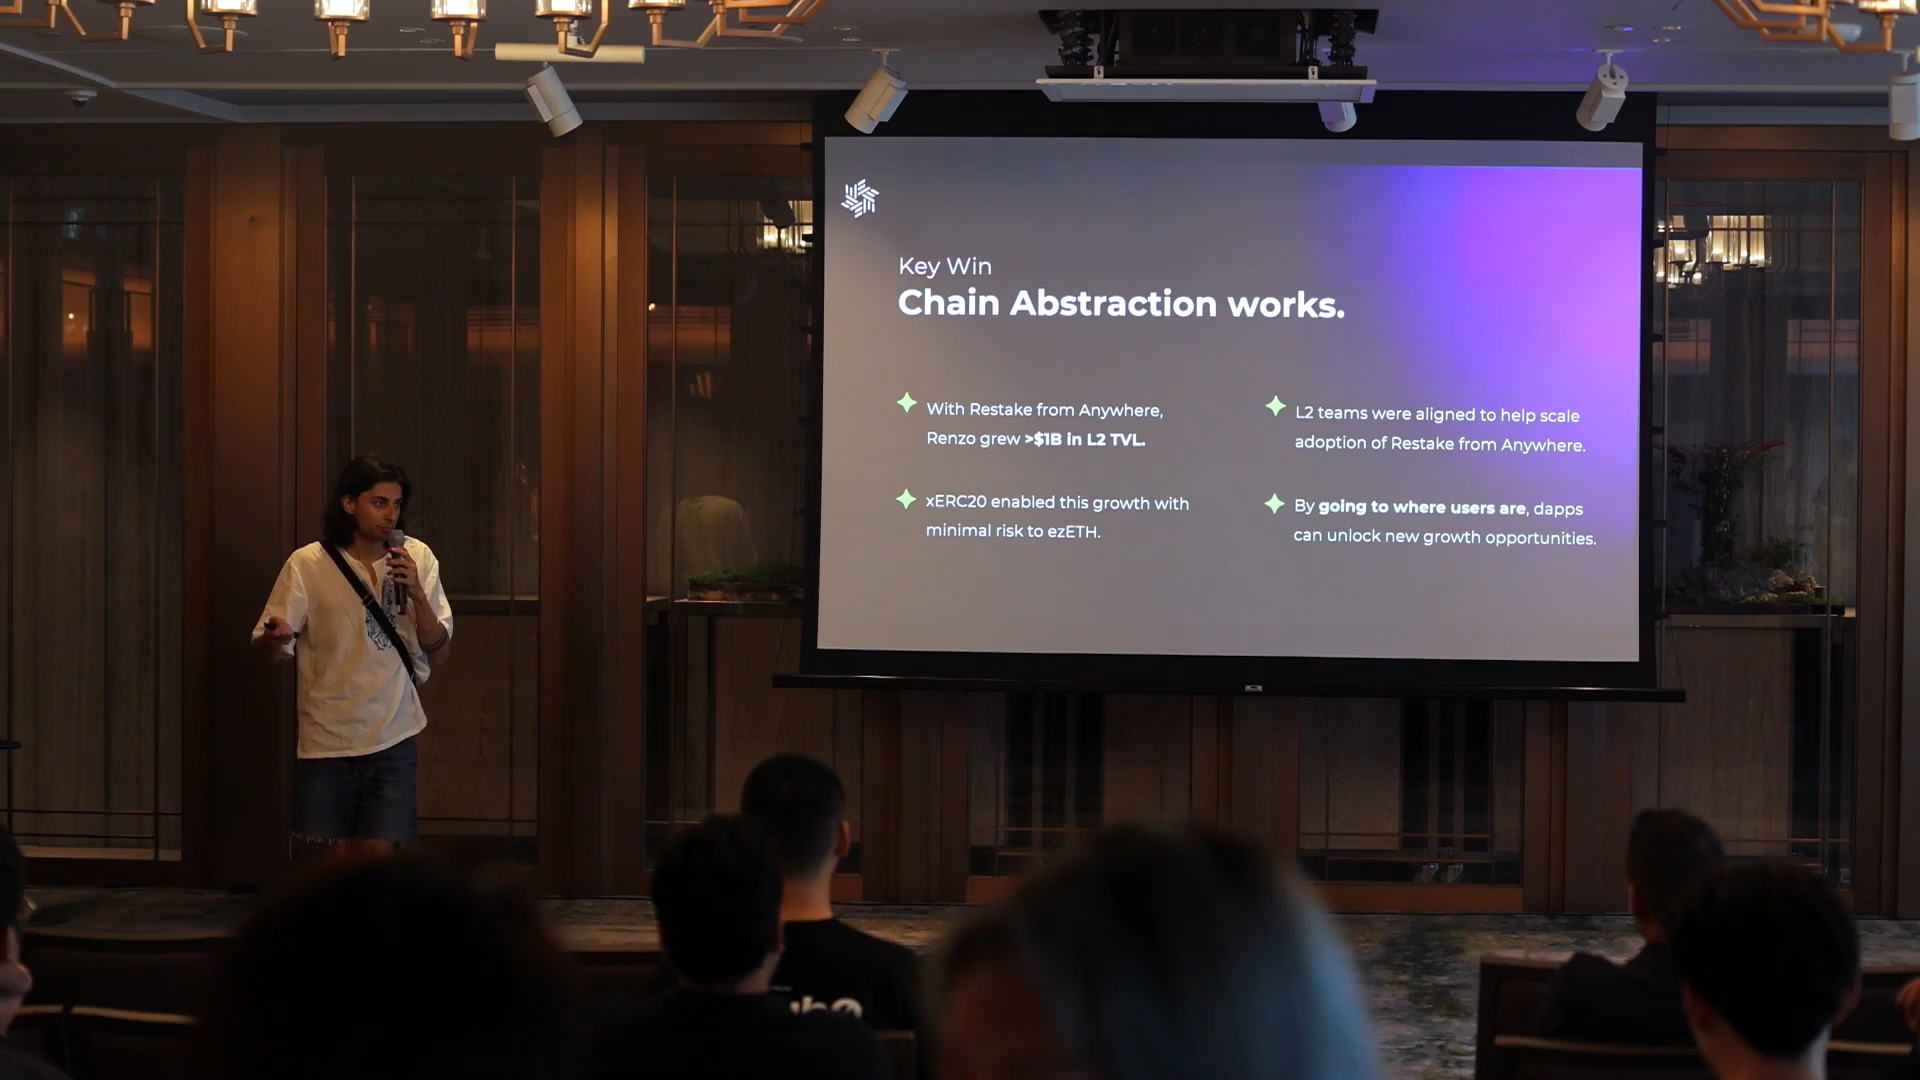 Key Win
Chain Abstraction works.
With Restake from Anywhere,
Renzo grew >$1B in L2 TVL.
xERC20 enabled this growth with
minimal risk to ezETH.
L2 teams were aligned to help scale
adoption of Restake from Anywhere.
By going to where users are, dapps
can unlock new growth opportunities.